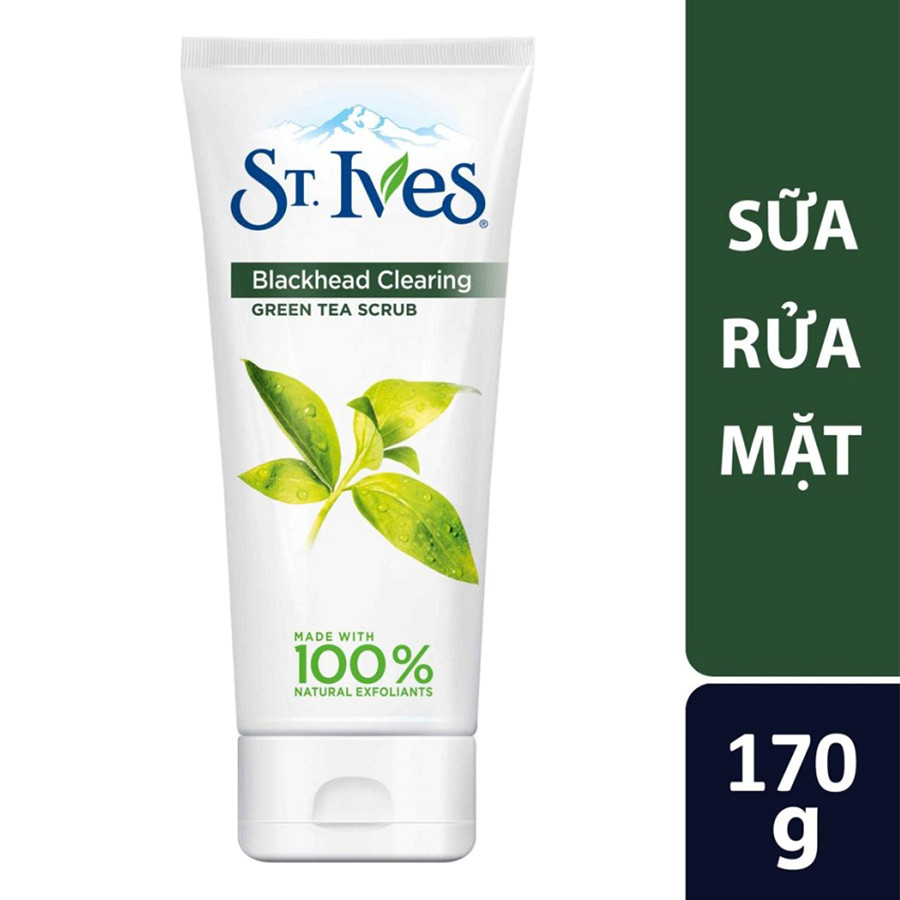 ST. IVES®
Blackhead Clearing
GREEN TEA SCRUB
MADE WITH
100%
NATURAL EXFOLIANTS
SỮA
RỬA
MẶT
170
g